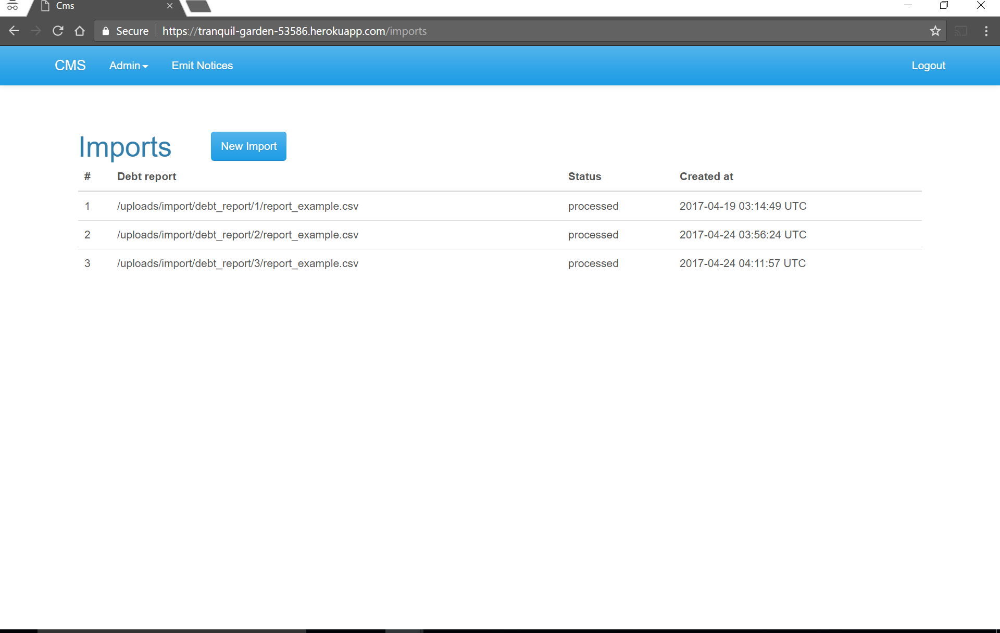 Cms
Secure https://tranquil-garden-53586.herokuapp.com/imports
CMS Admin Emit Notices Logout
Imports New Import
# Debt report Status Created at
1 /uploads/import/debt_report/1/report_example.csv processed 2017-04-19 03:14:49 UTC
2 /uploads/import/debt_report/2/report_example.csv processed 2017-04-24 03:56:24 UTC
3 /uploads/import/debt_report/3/report_example.csv processed 2017-04-24 04:11:57 UTC